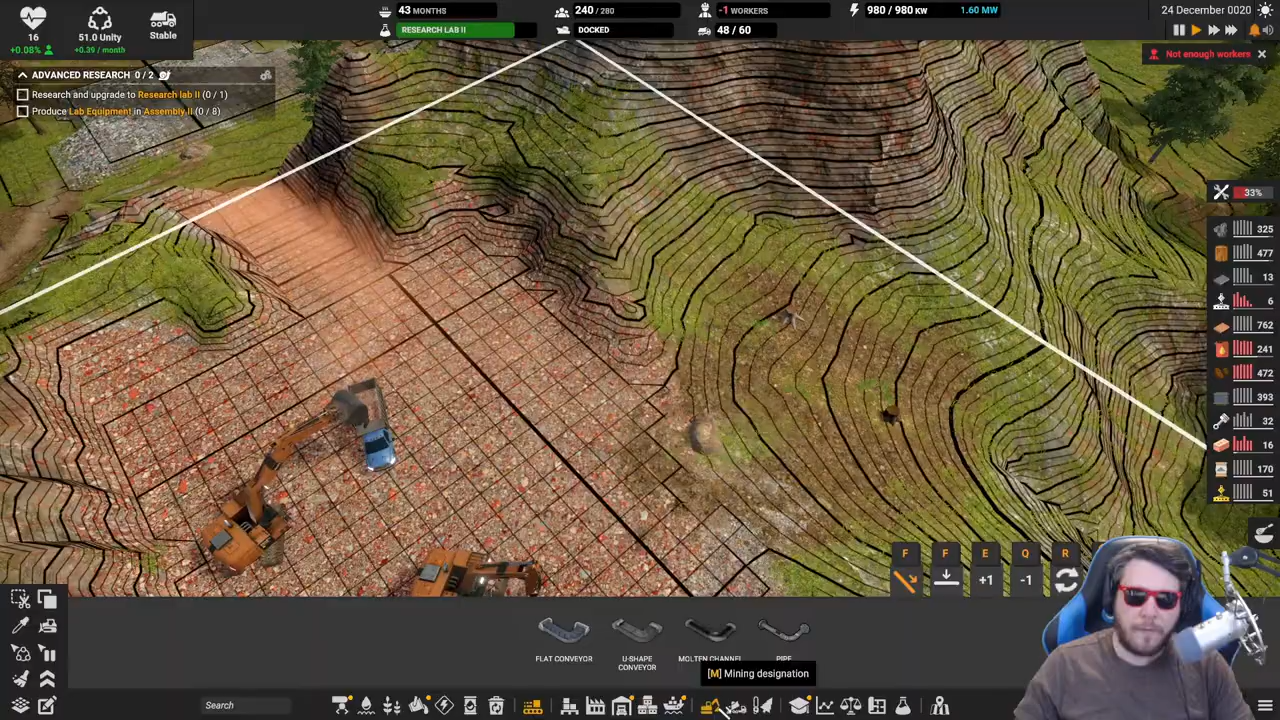 43 MONTHS
240 / 280
-1 WORKERS
980 / 980 KW
1.60 MW
24 December 0020
16
51.0 Unity
Stable
RESEARCH LAB II
DOCKED
48 / 60
+0.08%
+0.39 / month
Not enough workers
ADVANCED RESEARCH 0 / 2
Research and upgrade to Research lab II (0 / 1)
Produce Lab Equipment in Assembly II (0 / 8)
33%
325
477
13
6
762
241
472
393
32
16
170
51
F F E Q R
+1 -1
FLAT CONVEYOR
U-SHAPE CONVEYOR
MOLTEN CHANNEL
PIPE
[M] Mining designation
Search